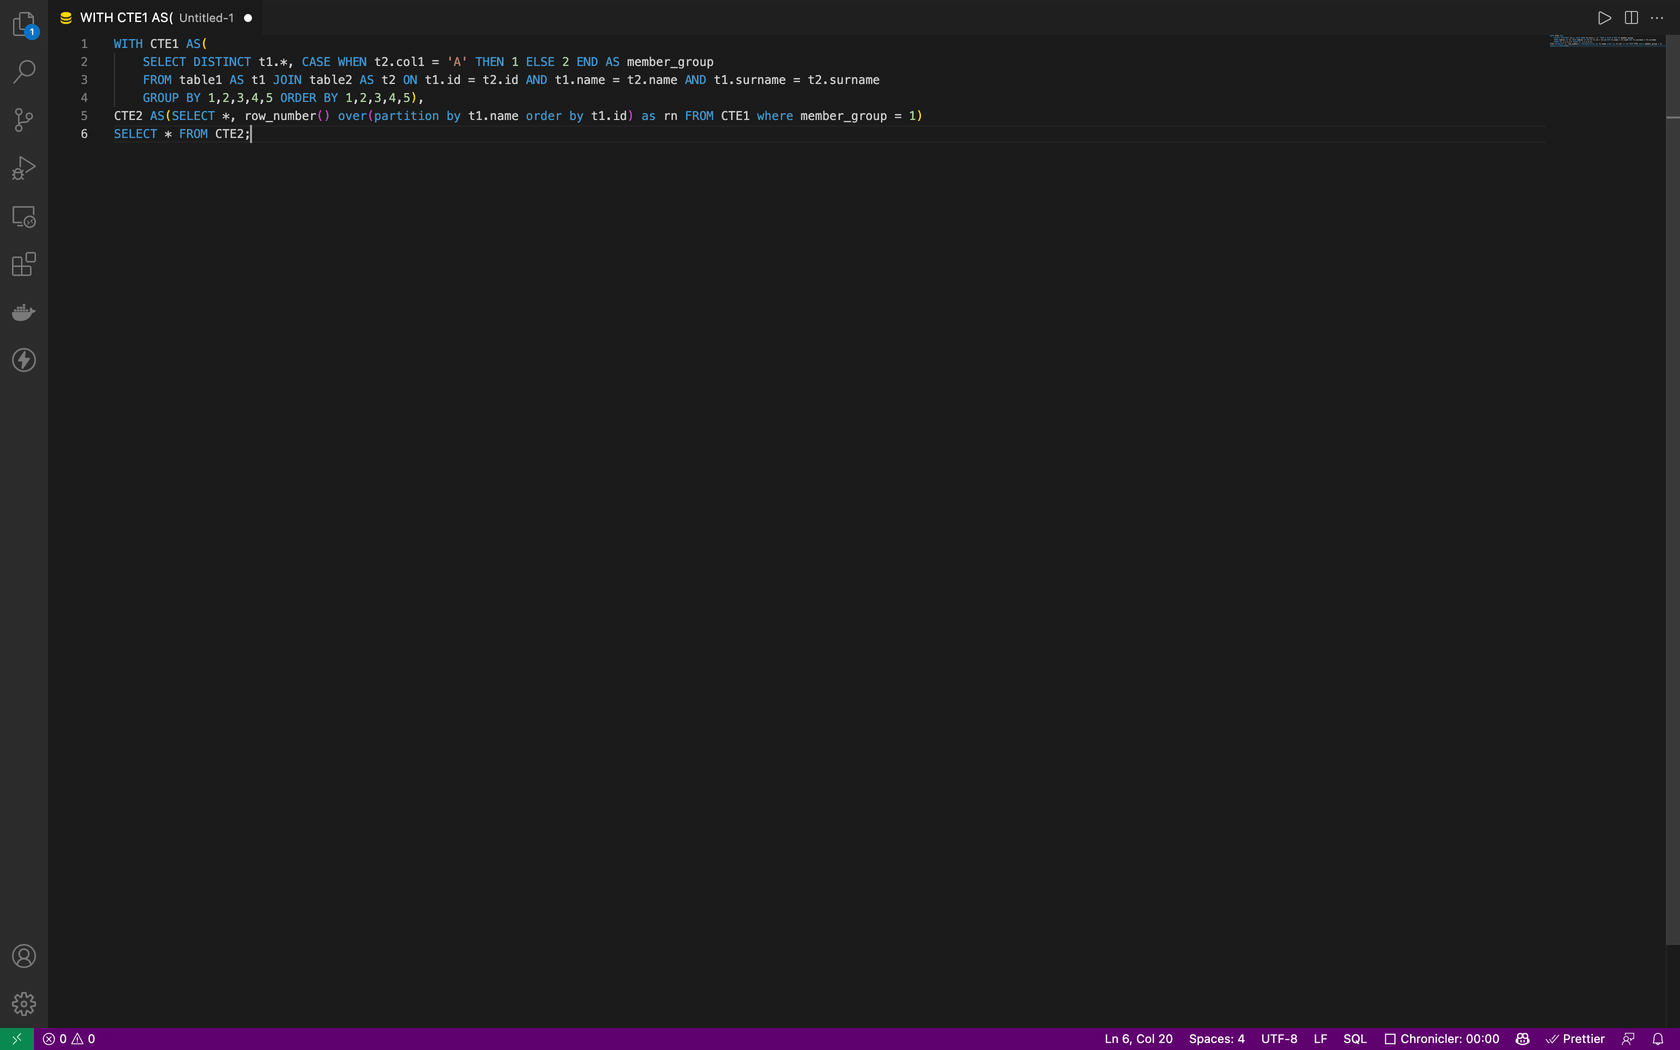 WITH CTE1 AS( Untitled-1
1
1 WITH CTE1 AS(
2 SELECT DISTINCT t1.*, CASE WHEN t2.col1 = 'A' THEN 1 ELSE 2 END AS member_group
3 FROM table1 AS t1 JOIN table2 AS t2 ON t1.id = t2.id AND t1.name = t2.name AND t1.surname = t2.surname
4 GROUP BY 1,2,3,4,5 ORDER BY 1,2,3,4,5),
5 CTE2 AS(SELECT *, row_number() over(partition by t1.name order by t1.id) as rn FROM CTE1 where member_group = 1)
6 SELECT * FROM CTE2;
0 0 Ln 6, Col 20 Spaces: 4 UTF-8 LF SQL Chronicler: 00:00 Prettier